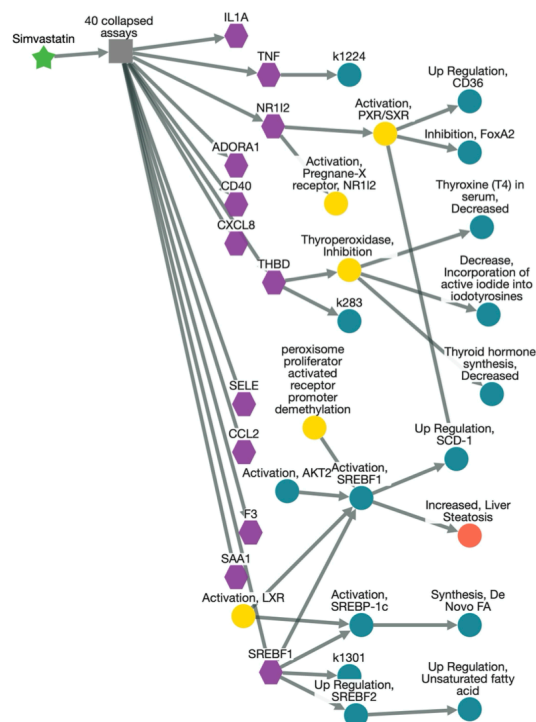 IL1A
40 collapsed
assays
Simvastatin
TNF
k1224
Up Regulation,
CD36
NR1I2
Activation,
PXR/SXR
Inhibition, FoxA2
ADORA1
Activation,
Pregnane-X
receptor, NR1I2
CD40
Thyroxine (T4) in
serum,
Decreased
CXCL8
Thyroperoxidase,
Inhibition
THBD
Decrease,
Incorporation of
active iodide into
iodotyrosines
k283
peroxisome
proliferator
activated
receptor
promoter
demethylation
Thyroid hormone
synthesis,
Decreased
SELE
CCL2
Up Regulation,
SCD-1
Activation, AKT2
Activation,
SREBF1
F3
Increased, Liver
Steatosis
SAA1
Activation, LXR
Activation,
SREBP-1c
Synthesis, De
Novo FA
SREBF1
k1301
Up Regulation,
SREBF2
Up Regulation,
Unsaturated fatty
acid